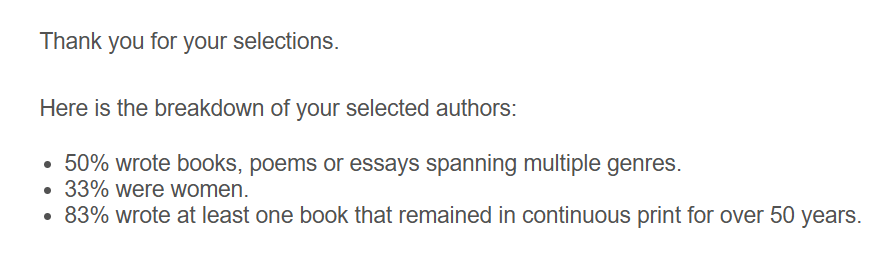 Thank you for your selections.
Here is the breakdown of your selected authors:
• 50% wrote books, poems or essays spanning multiple genres.
• 33% were women.
• 83% wrote at least one book that remained in continuous print for over 50 years.